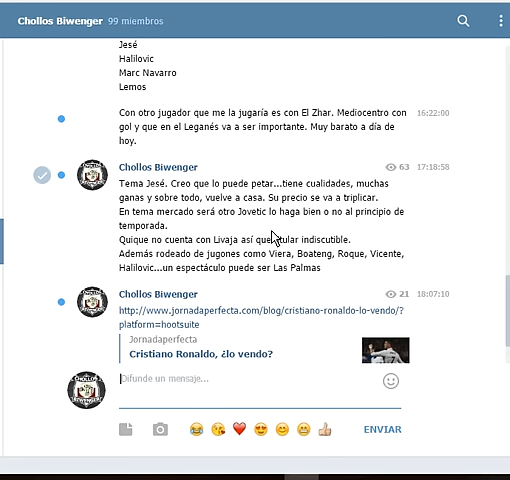 Chollos Biwenger 99 miembros
Jesé
Halilovic
Marc Navarro
Lemos
Con otro jugador que me la jugaría es con El Zhar. Mediocentro con 16:22:00
gol y que en el Leganés va a ser importante. Muy barato a día de
hoy.
Chollos Biwenger 63 17:18:58
Tema Jesé. Creo que lo puede petar...tiene cualidades, muchas
ganas y sobre todo, vuelve a casa. Su precio se va a triplicar.
En tema mercado será otro Jovetic lo haga bien o no al principio de
temporada.
Quique no cuenta con Livaja así que titular indiscutible.
Además rodeado de jugones como Viera, Boateng, Roque, Vicente,
Halilovic...un espectáculo puede ser Las Palmas
Chollos Biwenger 21 18:07:10
http://www.jornadaperfecta.com/blog/cristiano-ronaldo-lo-vendo/?
platform=hootsuite
Jornadaperfecta
Cristiano Ronaldo, ¿lo vendo?
Difunde un mensaje...
ENVIAR